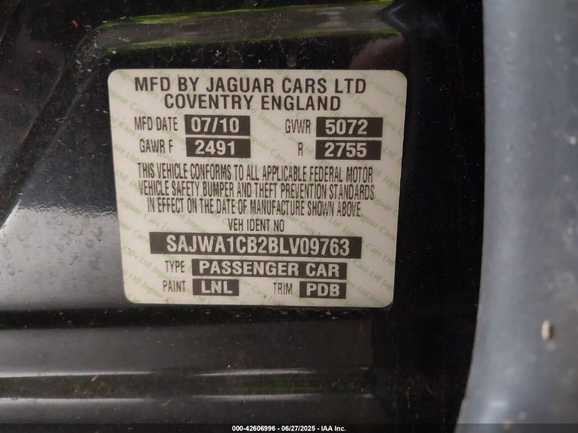 MFD BY JAGUAR CARS LTD
COVENTRY ENGLAND
MFD DATE 07/10 GVWR 5072
GAWR F 2491 R 2755
THIS VEHICLE CONFORMS TO ALL APPLICABLE FEDERAL MOTOR
VEHICLE SAFETY BUMPER AND THEFT PREVENTION STANDARDS
IN EFFECT ON THE DATE OF MANUFACTURE SHOWN ABOVE
VEH IDENT NO
SAJWA1CB2BLV09763
TYPE PASSENGER CAR
PAINT LNL TRIM PDB
000-42606996 - 06/27/2025 - IAA Inc.